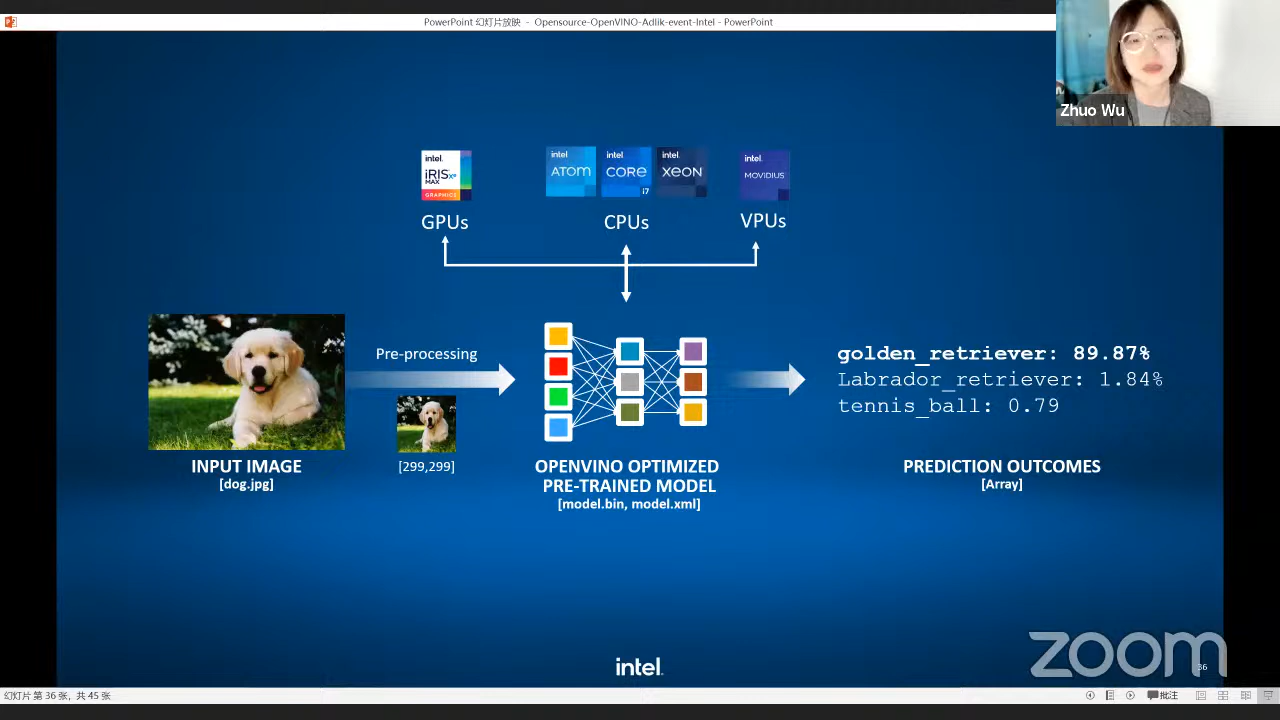 PowerPoint 幻灯片放映 - Opensource-OpenVINO-Adlik-event-Intel - PowerPoint
Zhuo Wu
intel.
iRIS Xe
MAX
GRAPHICS
intel
ATOM
intel
CORE
i7
intel
XEON
intel.
MOVIDIUS
GPUs
CPUs
VPUs
Pre-processing
[299,299]
INPUT IMAGE
[dog.jpg]
OPENVINO OPTIMIZED
PRE-TRAINED MODEL
[model.bin, model.xml]
golden_retriever: 89.87%
Labrador_retriever: 1.84%
tennis_ball: 0.79
PREDICTION OUTCOMES
[Array]
intel.
zoom
36
幻灯片 第 36 张，共 45 张
批注